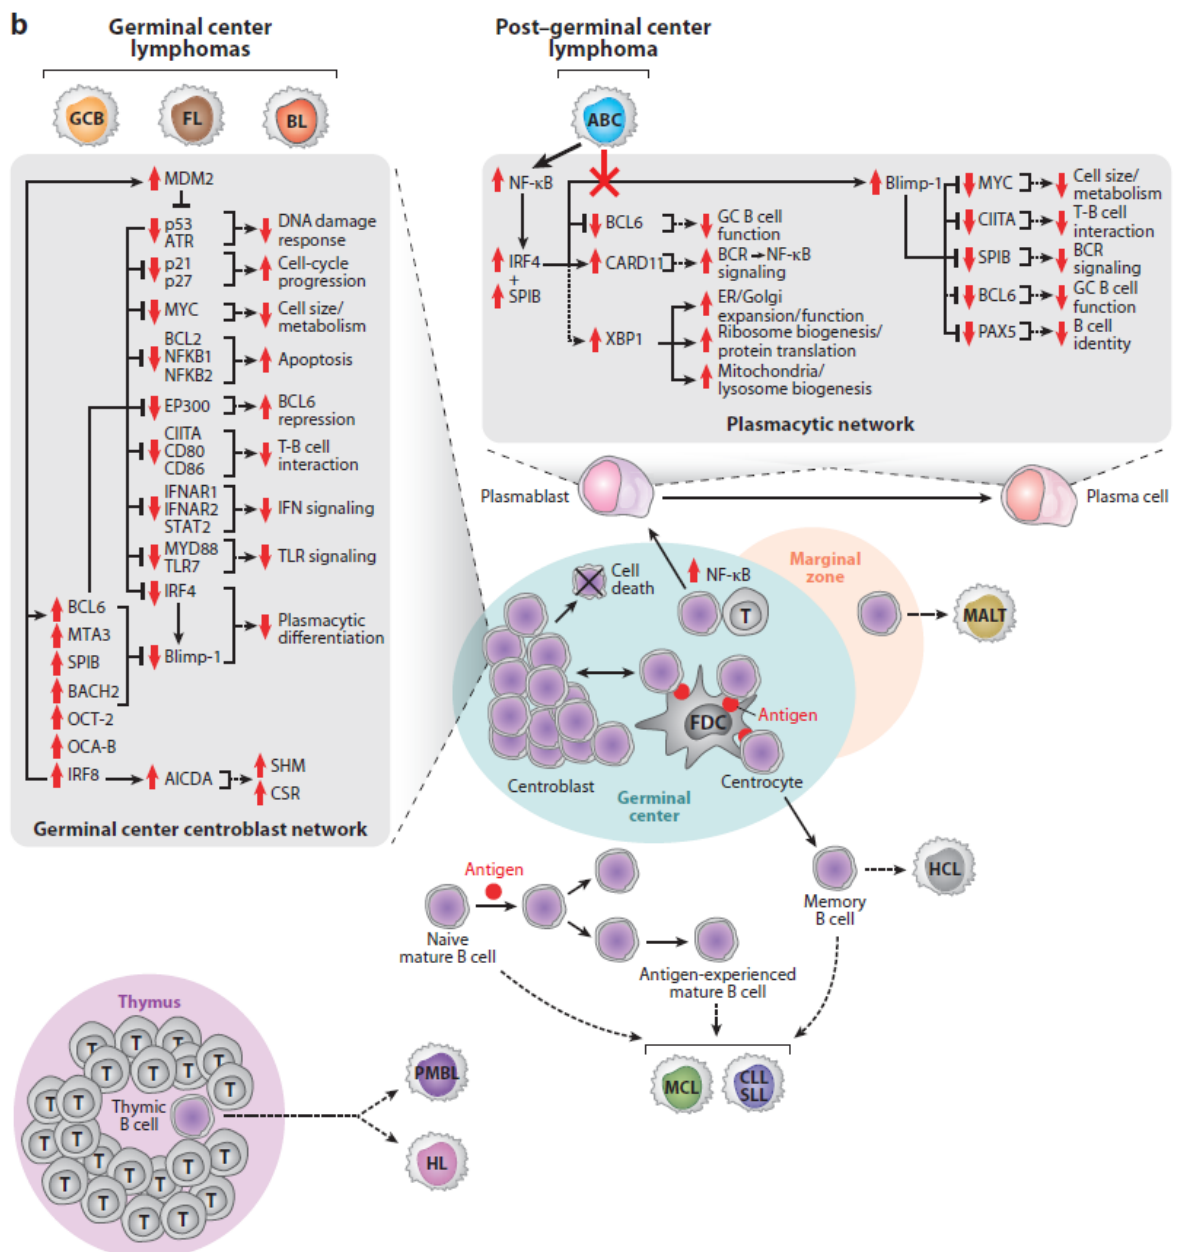 b
Germinal center
lymphomas
GCB
FL
BL
MDM2
p53
ATR
DNA damage
response
p21
p27
Cell-cycle
progression
MYC
Cell size/
metabolism
BCL2
NFKB1
NFKB2
Apoptosis
EP300
BCL6
repression
CIITA
CD80
CD86
T-B cell
interaction
IFNAR1
IFNAR2
STAT2
IFN signaling
MYD88
TLR7
TLR signaling
IRF4
Blimp-1
Plasmacytic
differentiation
BCL6
MTA3
SPIB
BACH2
OCT-2
OCA-B
IRF8
AICDA
SHM
CSR
Germinal center centroblast network
Post–germinal center
lymphoma
ABC
NF-κB
IRF4
+
SPIB
BCL6
GC B cell
function
CARD11
BCR NF-κB
signaling
XBP1
ER/Golgi
expansion/function
Ribosome biogenesis/
protein translation
Mitochondria/
lysosome biogenesis
Blimp-1
MYC
Cell size/
metabolism
CIITA
T-B cell
interaction
SPIB
BCR
signaling
BCL6
GC B cell
function
PAX5
B cell
identity
Plasmacytic network
Plasmablast
Plasma cell
Cell
death
NF-κB
T
Marginal
zone
MALT
FDC
Antigen
Centroblast
Centrocyte
Germinal
center
Antigen
Naive
mature B cell
Antigen-experienced
mature B cell
Memory
B cell
HCL
MCL
CLL
SLL
Thymus
T
T
T
T
T
T
T
T
T
T
Thymic
B cell
T
T
T
T
T
T
T
T
T
T
T
T
PMBL
HL